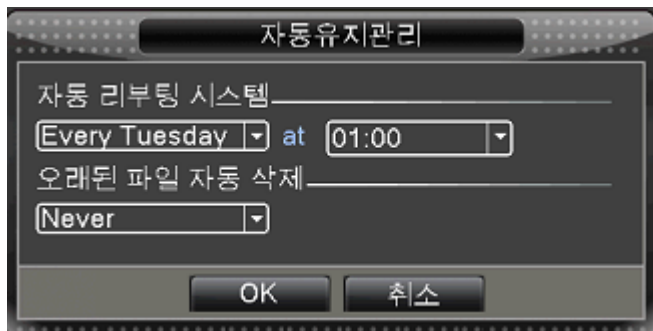 자동유지관리
자동 리부팅 시스템
Every Tuesday at 01:00
오래된 파일 자동 삭제
Never
OK 취소